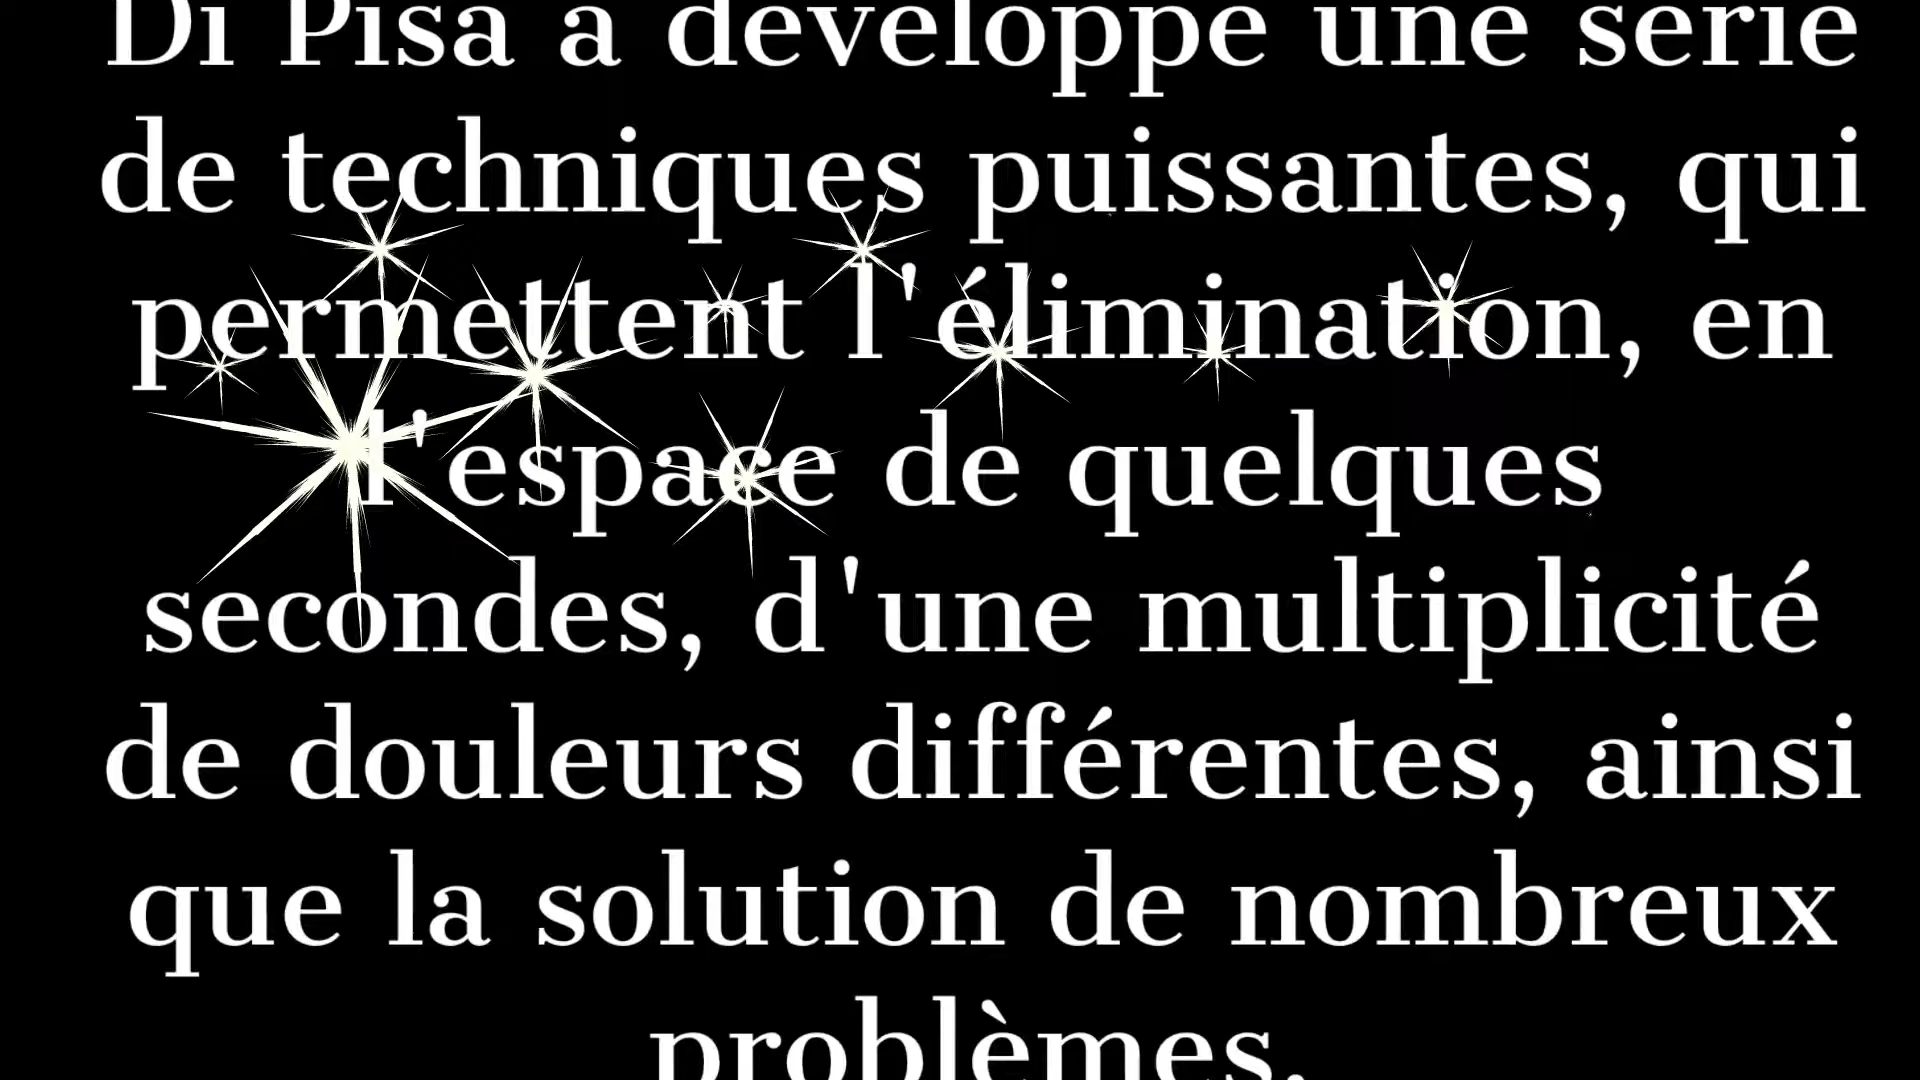 Di Pisa a développé une série
de techniques puissantes, qui
permettent l'élimination, en
l'espace de quelques
secondes, d'une multiplicité
de douleurs différentes, ainsi
que la solution de nombreux
problèmes.